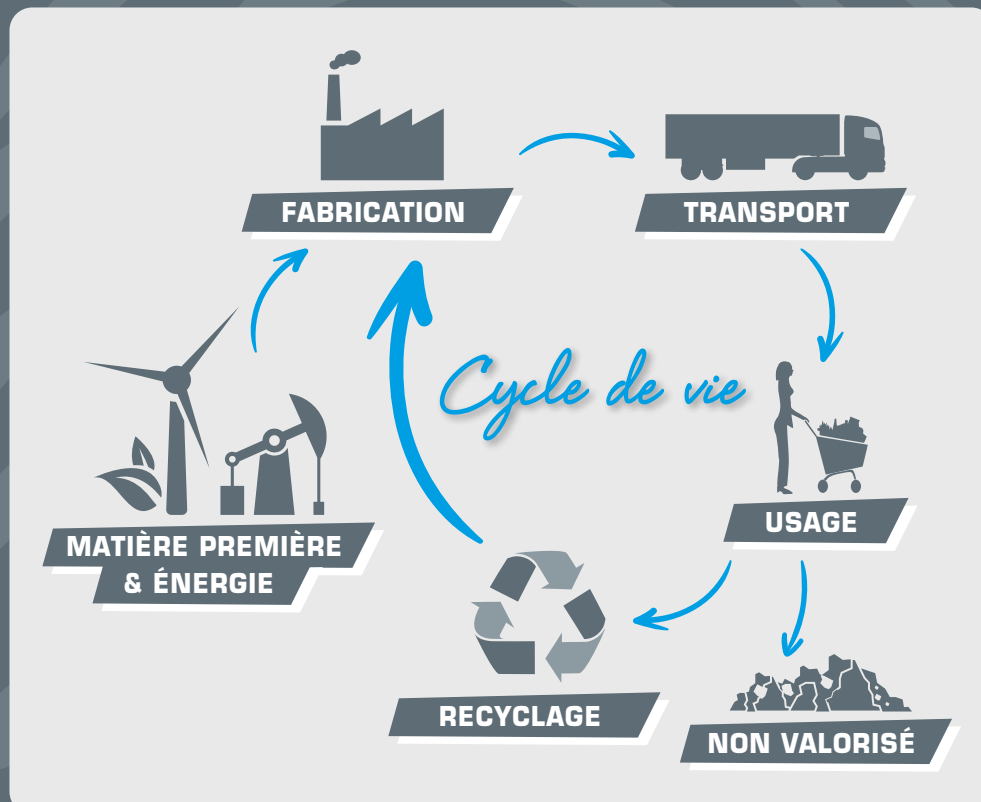 FABRICATION
TRANSPORT
Cycle de vie
USAGE
MATIÈRE PREMIÈRE
& ÉNERGIE
RECYCLAGE
NON VALORISÉ